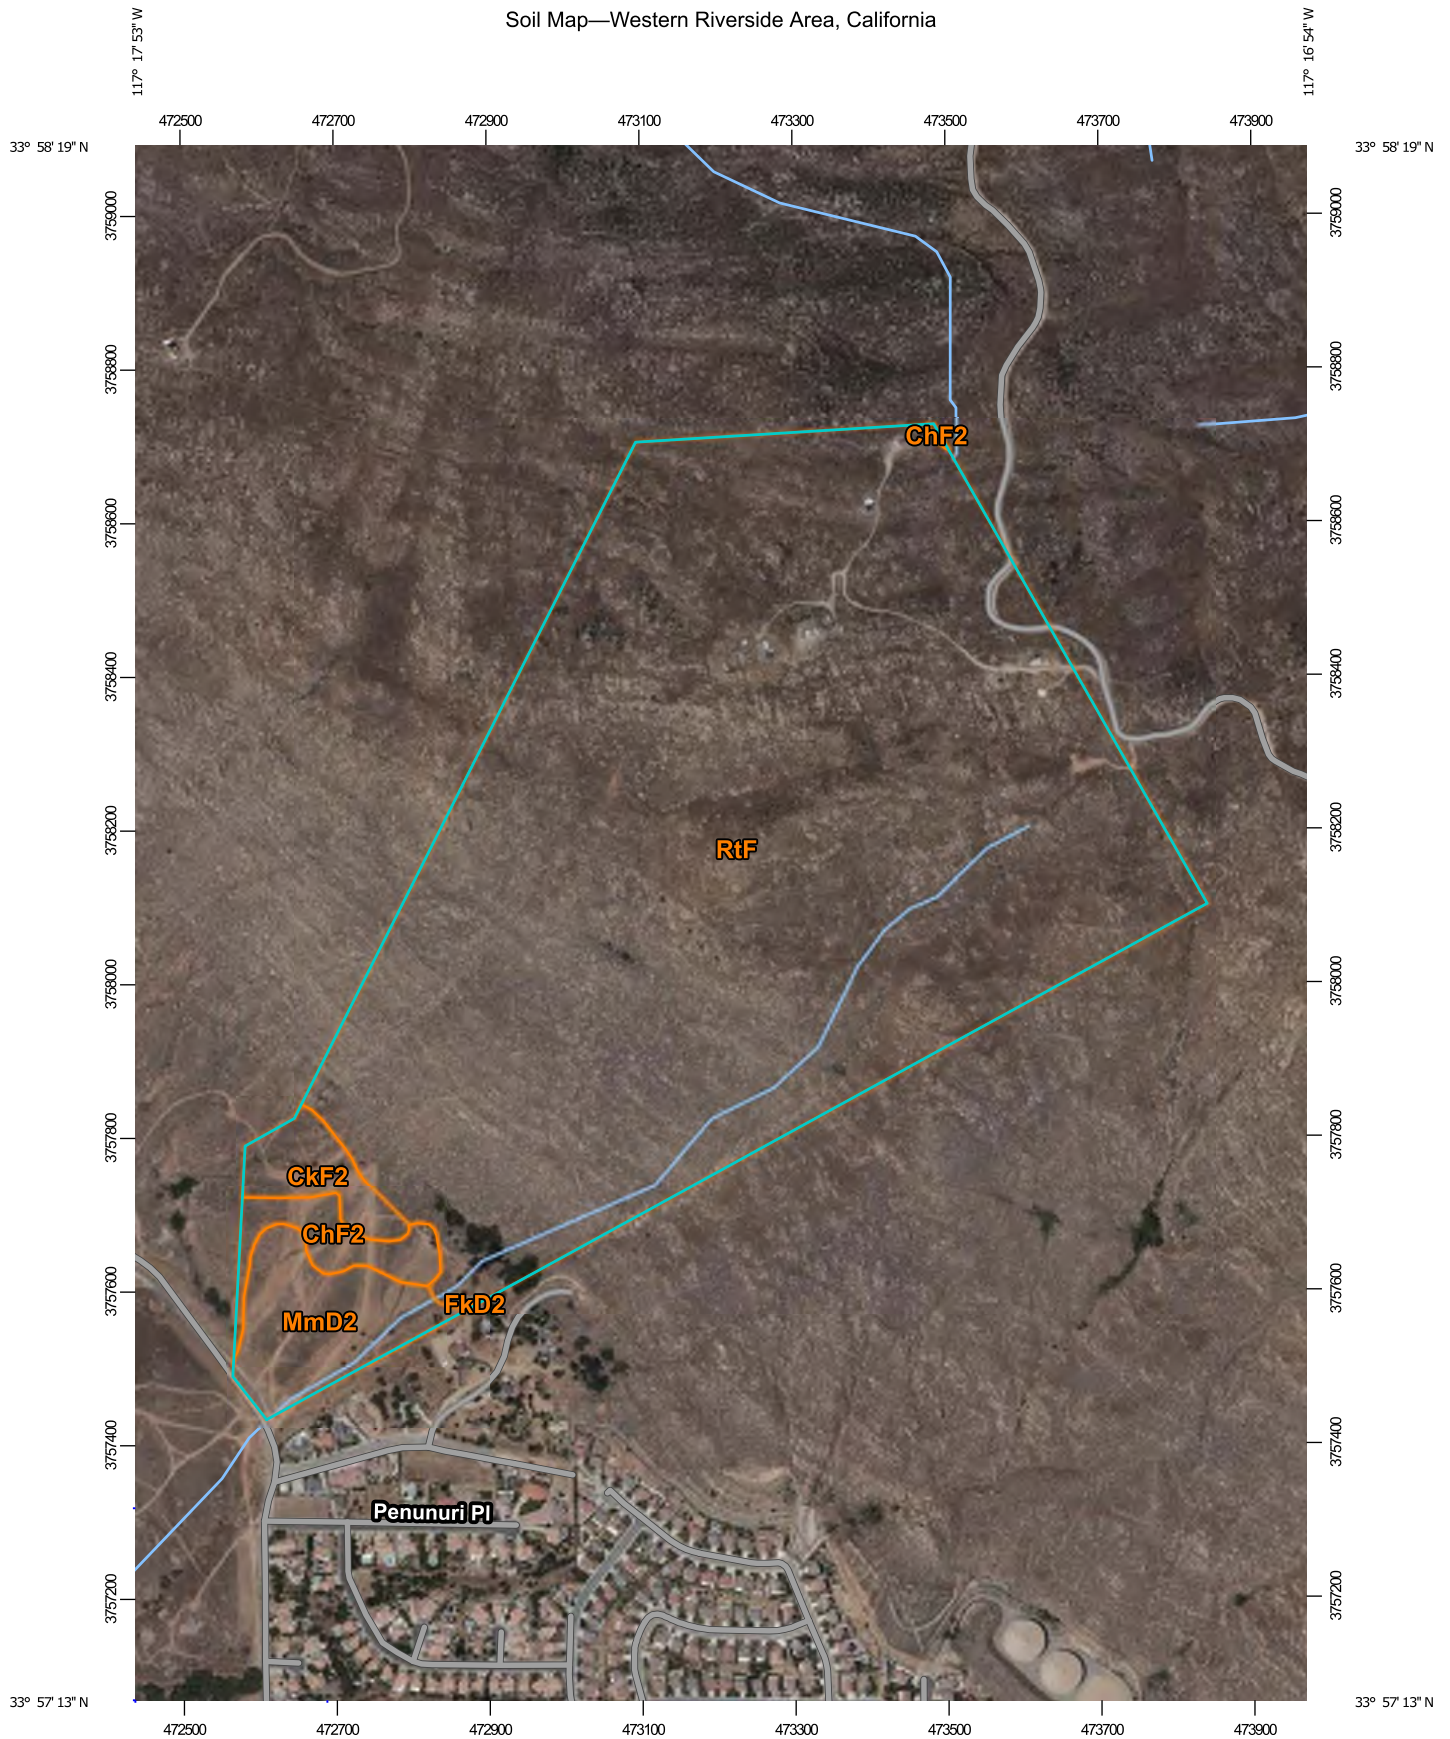 Soil Map—Western Riverside Area, California
117° 17' 53" W
117° 16' 54" W
472500 472700 472900 473100 473300 473500 473700 473900
33° 58' 19" N
33° 58' 19" N
3759000
3759000
3758800
3758800
ChF2
3758600
3758600
3758400
3758400
3758200
3758200
RtF
3758000
3758000
3757800
3757800
CkF2
ChF2
3757600
3757600
FkD2
MmD2
3757400
3757400
Penunuri Pl
3757200
3757200
33° 57' 13" N
33° 57' 13" N
472500 472700 472900 473100 473300 473500 473700 473900